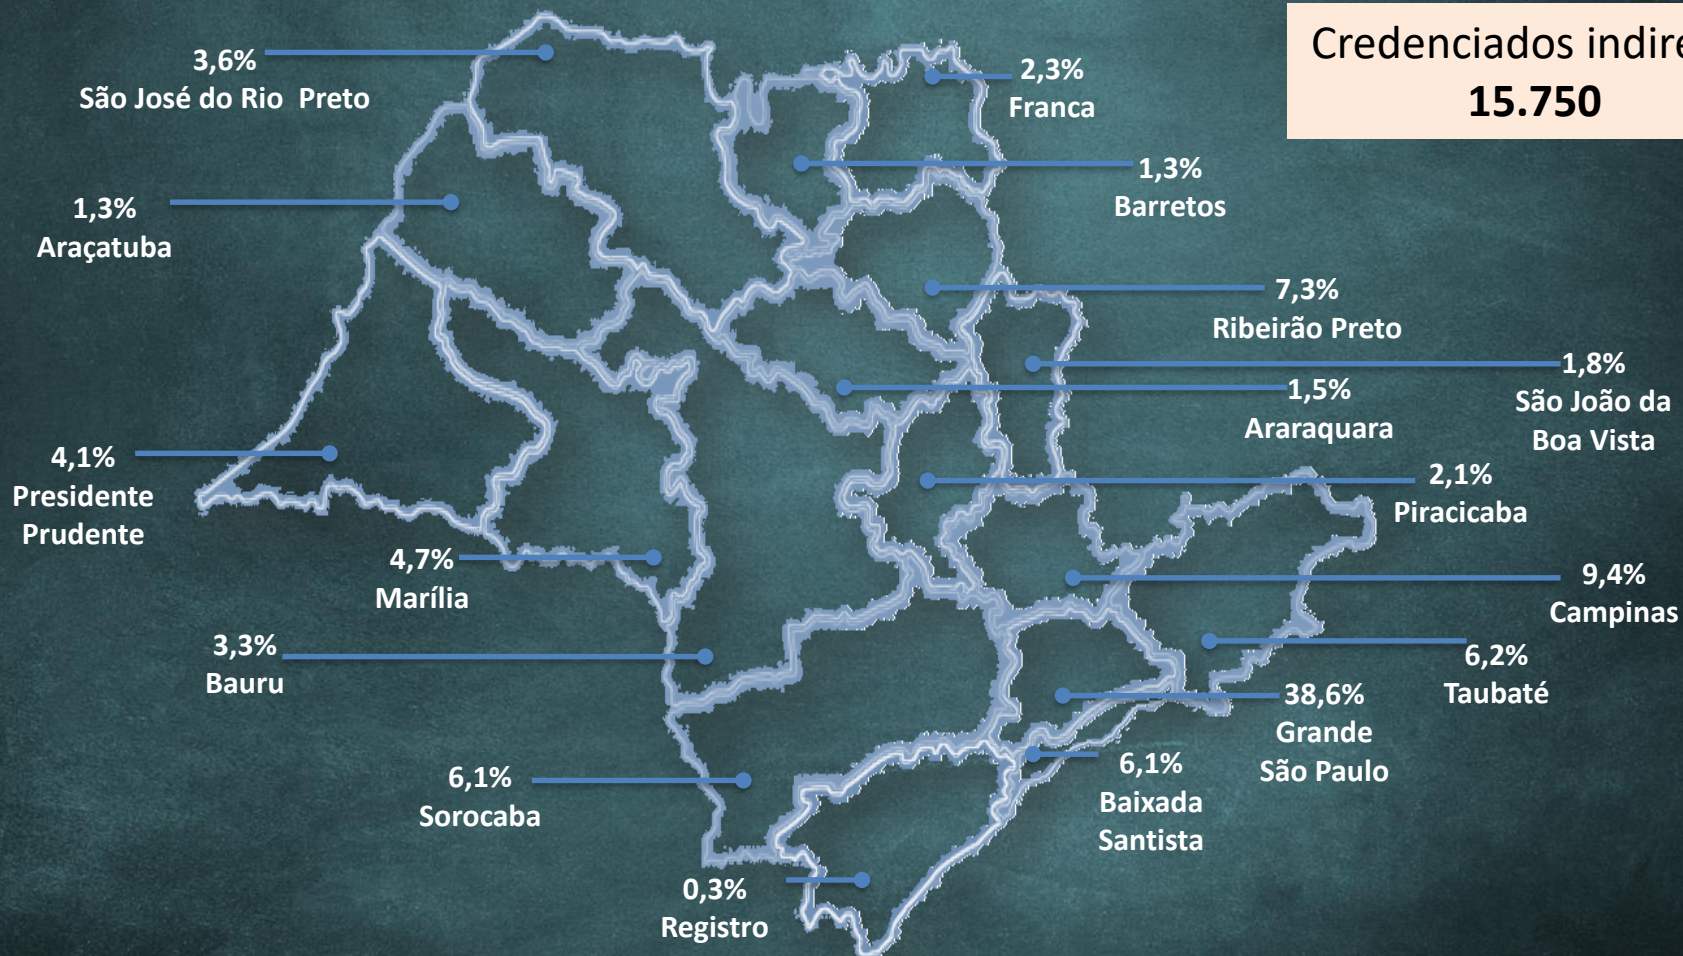 3,6%
São José do Rio Preto
2,3%
Franca
Credenciados
15.750
1,3%
Barretos
1,3%
Araçatuba
7,3%
Ribeirão Preto
1,8%
São João da
Boa Vista
1,5%
Araraquara
4,1%
Presidente
Prudente
2,1%
Piracicaba
4,7%
Marília
9,4%
Campinas
3,3%
Bauru
6,2%
Taubaté
38,6%
Grande
São Paulo
6,1%
Sorocaba
6,1%
Baixada
Santista
0,3%
Registro